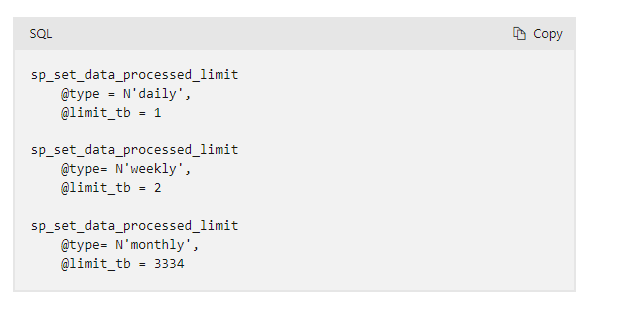 SQL
Copy
sp_set_data_processed_limit
@type = N'daily',
@limit_tb = 1
sp_set_data_processed_limit
@type= N'weekly',
@limit_tb = 2
sp_set_data_processed_limit
@type= N'monthly',
@limit_tb = 3334